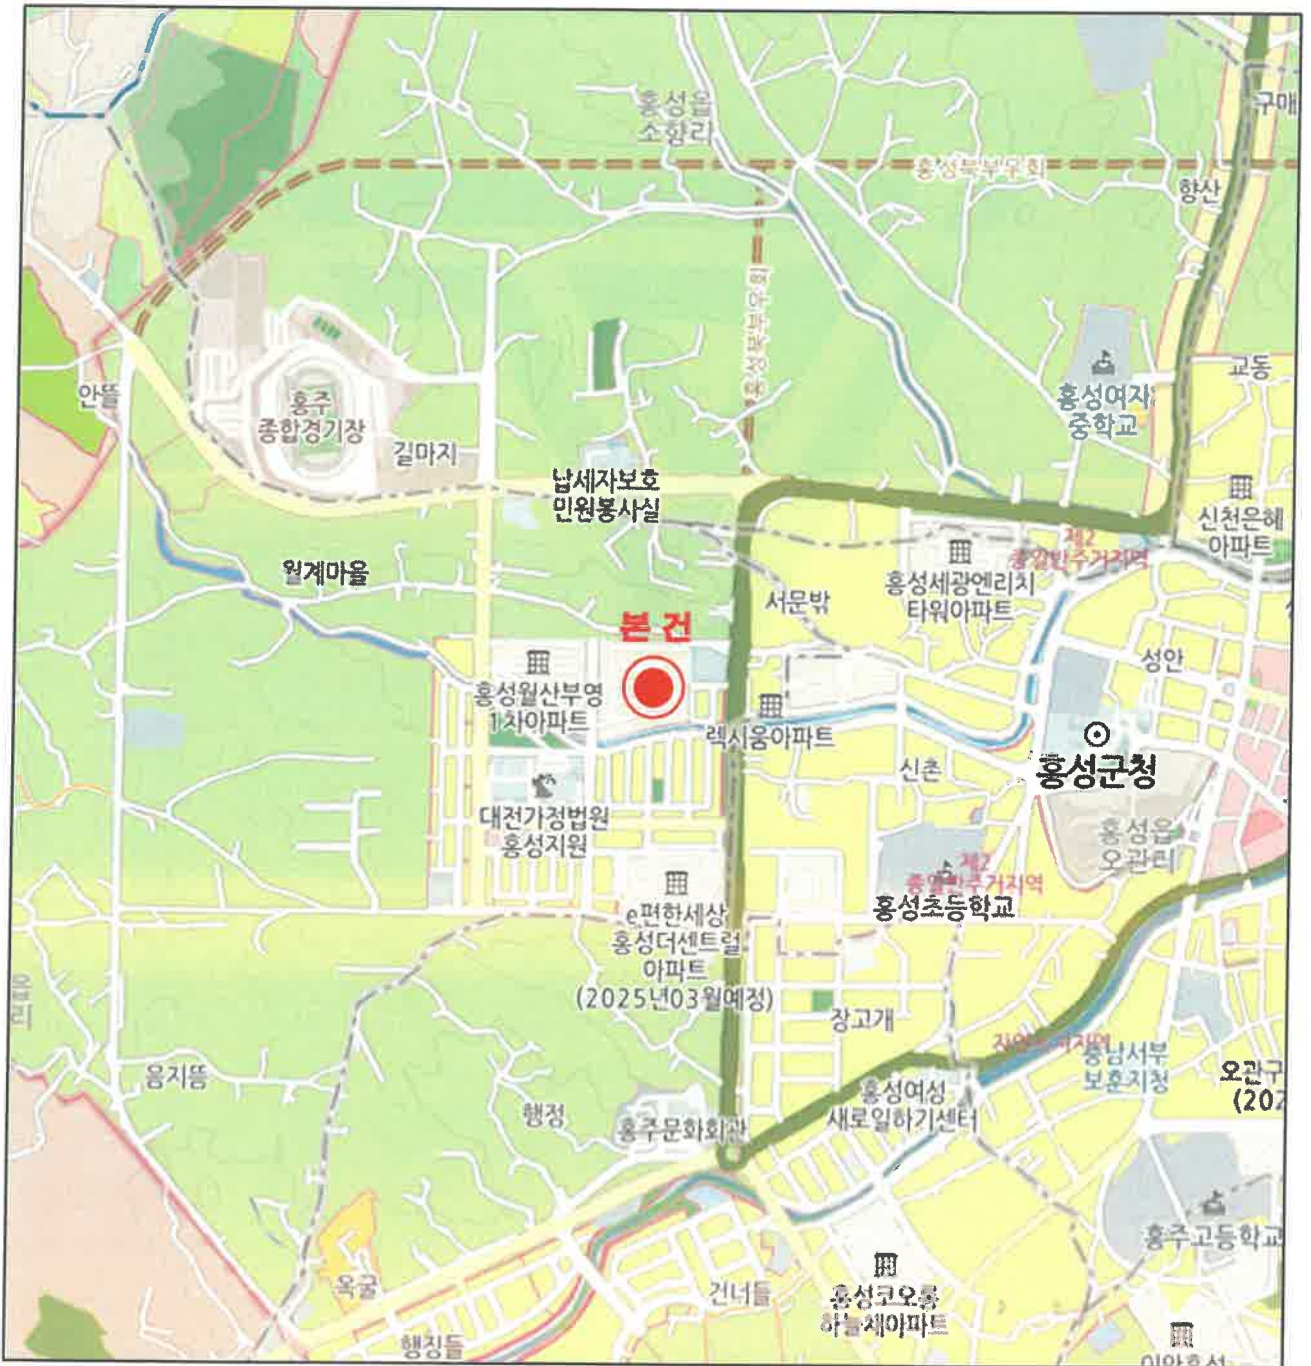 홍성읍
소향리
구매
홍성북부우회
향산
홍성북부우회
교동
안뜰
홍주
종합경기장
길마지
홍성여자
중학교
납세자보호
민원봉사실
신천은혜
아파트
제2
종일반주거지역
홍성세광엔리치
타워아파트
월계마을
서문밖
본 건
성안
홍성월산부영
1차아파트
렉시움아파트
신촌
홍성군청
대전가정법원
홍성지원
홍성읍
오관리
제2
종일반주거지역
홍성초등학교
e편한세상
홍성더센트럴
아파트
(2025년03월예정)
장고개
음지뜸
충남서부
보훈지청
오관구
(202
행정
홍성여성
새로일하기센터
홍주문화회관
홍주고등학교
옥굴
건너들
홍성코오롱
하늘채아파트
행정들